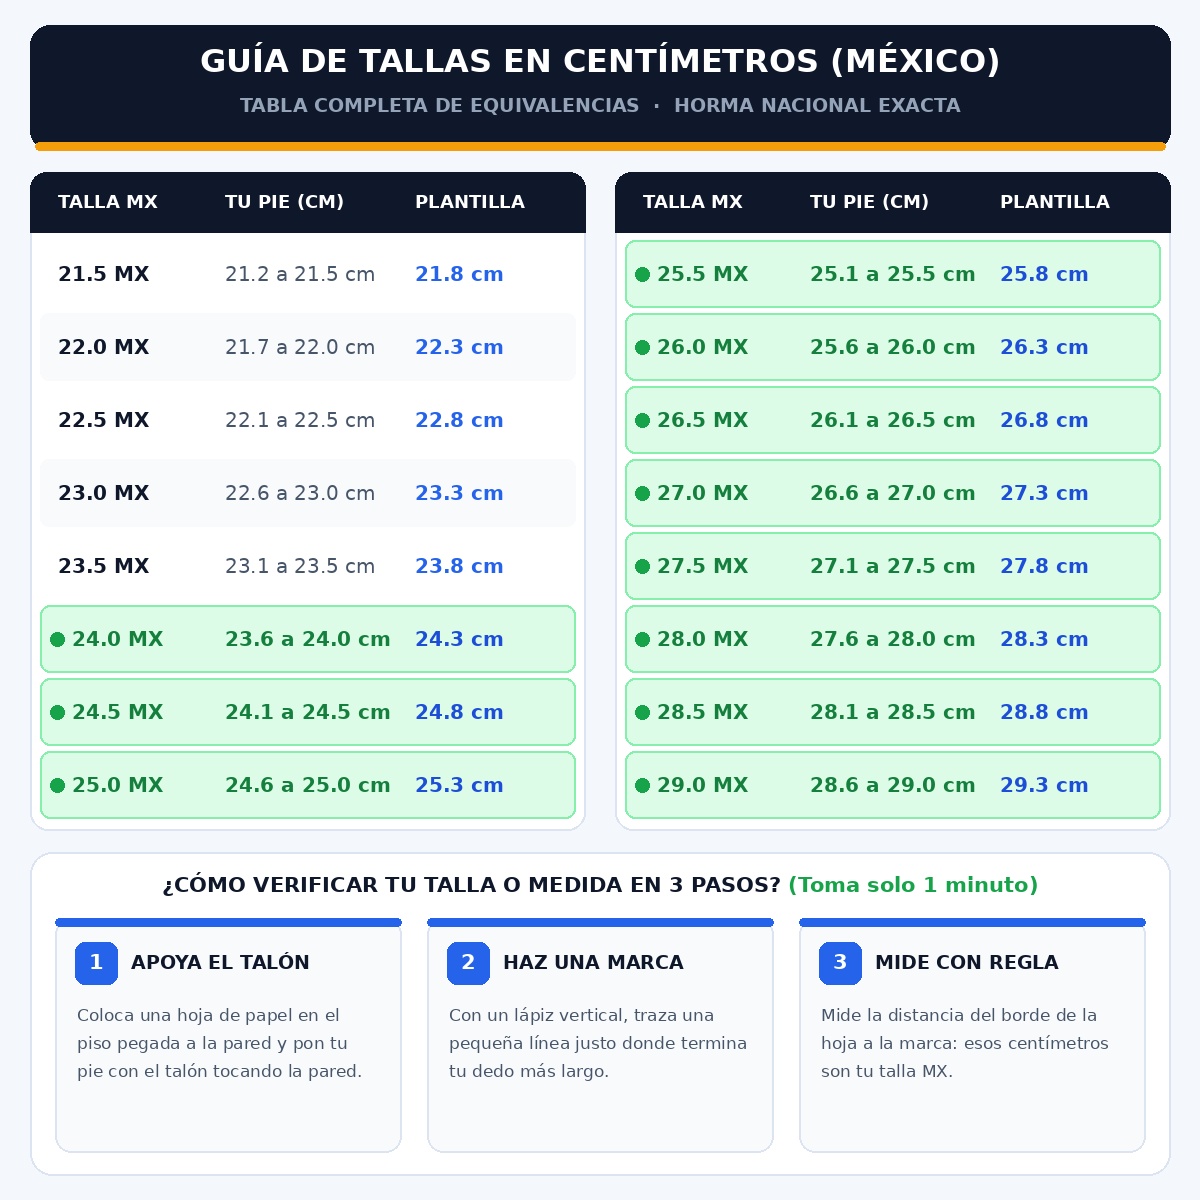 GUÍA DE TALLAS EN CENTÍMETROS (MÉXICO)
TABLA COMPLETA DE EQUIVALENCIAS · HORMA NACIONAL EXACTA
TALLA MX TU PIE (CM) PLANTILLA
21.5 MX 21.2 a 21.5 cm 21.8 cm
22.0 MX 21.7 a 22.0 cm 22.3 cm
22.5 MX 22.1 a 22.5 cm 22.8 cm
23.0 MX 22.6 a 23.0 cm 23.3 cm
23.5 MX 23.1 a 23.5 cm 23.8 cm
24.0 MX 23.6 a 24.0 cm 24.3 cm
24.5 MX 24.1 a 24.5 cm 24.8 cm
25.0 MX 24.6 a 25.0 cm 25.3 cm
TALLA MX TU PIE (CM) PLANTILLA
25.5 MX 25.1 a 25.5 cm 25.8 cm
26.0 MX 25.6 a 26.0 cm 26.3 cm
26.5 MX 26.1 a 26.5 cm 26.8 cm
27.0 MX 26.6 a 27.0 cm 27.3 cm
27.5 MX 27.1 a 27.5 cm 27.8 cm
28.0 MX 27.6 a 28.0 cm 28.3 cm
28.5 MX 28.1 a 28.5 cm 28.8 cm
29.0 MX 28.6 a 29.0 cm 29.3 cm
¿CÓMO VERIFICAR TU TALLA O MEDIDA EN 3 PASOS? (Toma solo 1 minuto)
1 APOYA EL TALÓN
Coloca una hoja de papel en el
piso pegada a la pared y pon tu
pie con el talón tocando la pared.
2 HAZ UNA MARCA
Con un lápiz vertical, traza una
pequeña línea justo donde termina
tu dedo más largo.
3 MIDE CON REGLA
Mide la distancia del borde de la
hoja a la marca: esos centímetros
son tu talla MX.